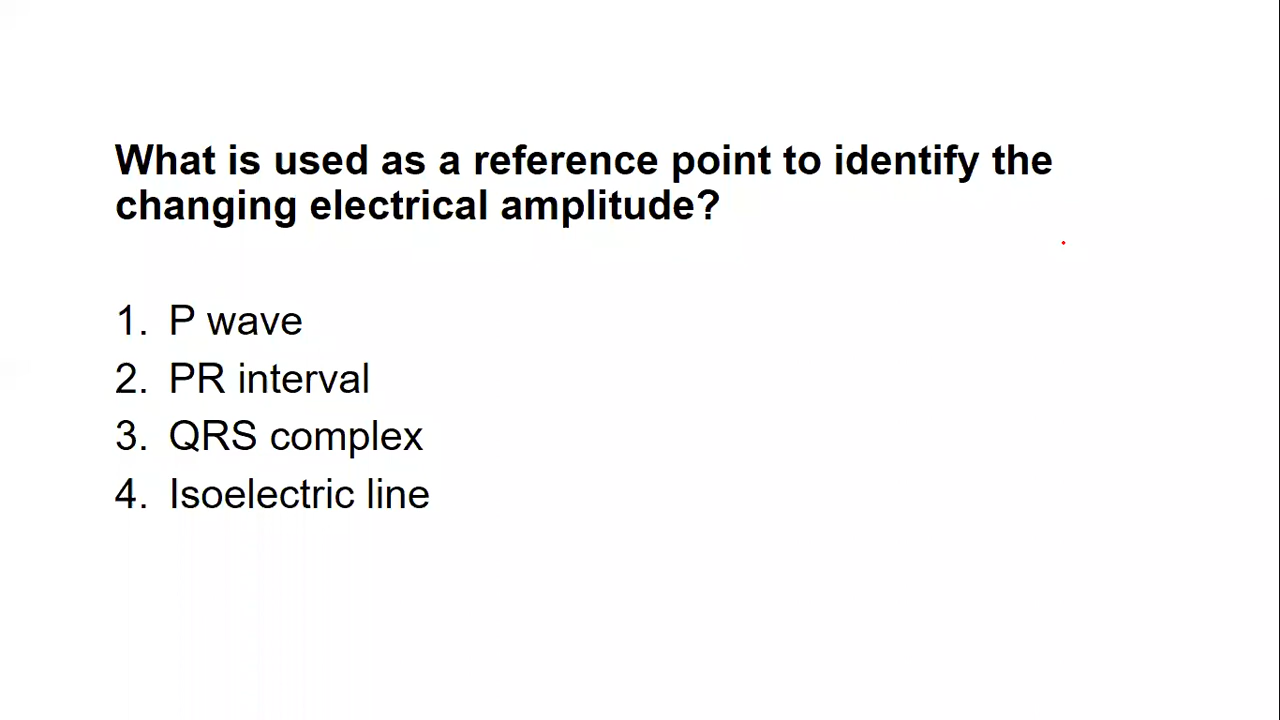 What is used as a reference point to identify the
changing electrical amplitude?
1. P wave
2. PR interval
3. QRS complex
4. Isoelectric line